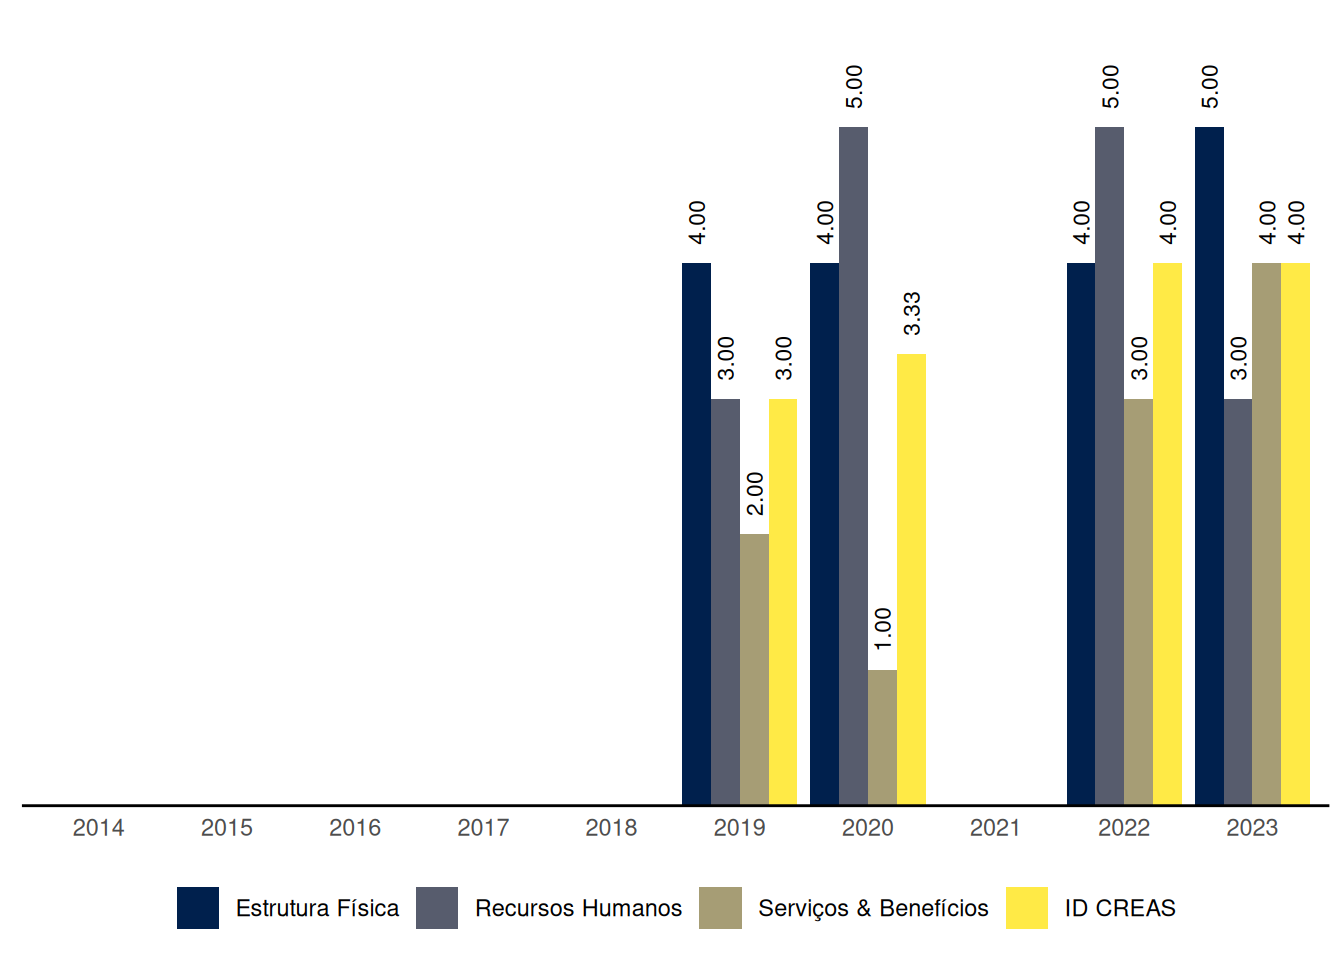 5.00 5.00 5.00
4.00 4.00 4.00 4.00 4.00 4.00
3.33
3.00 3.00 3.00 3.00
2.00
1.00
2014 2015 2016 2017 2018 2019 2020 2021 2022 2023
Estrutura Física Recursos Humanos Serviços & Benefícios ID CREAS